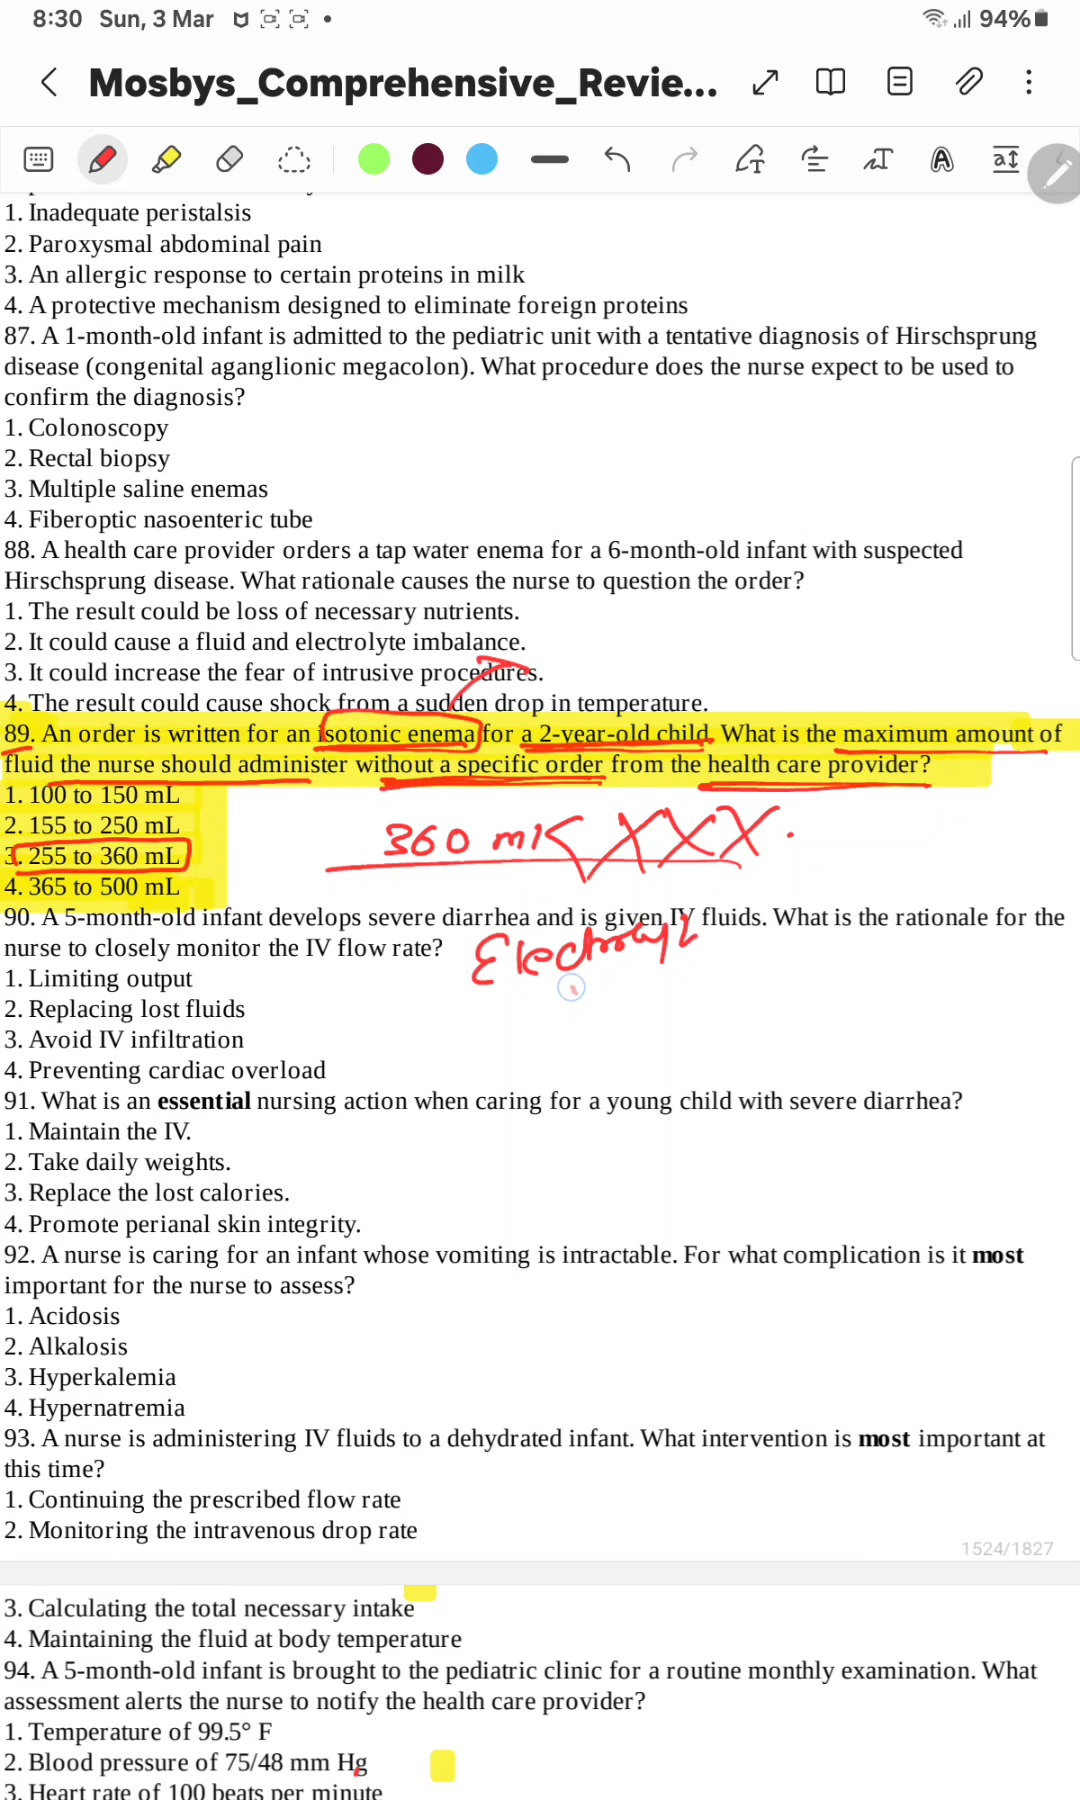 8:30 Sun, 3 Mar
94%
Mosbys_Comprehensive_Revie...
1. Inadequate peristalsis
2. Paroxysmal abdominal pain
3. An allergic response to certain proteins in milk
4. A protective mechanism designed to eliminate foreign proteins
87. A 1-month-old infant is admitted to the pediatric unit with a tentative diagnosis of Hirschsprung
disease (congenital aganglionic megacolon). What procedure does the nurse expect to be used to
confirm the diagnosis?
1. Colonoscopy
2. Rectal biopsy
3. Multiple saline enemas
4. Fiberoptic nasoenteric tube
88. A health care provider orders a tap water enema for a 6-month-old infant with suspected
Hirschsprung disease. What rationale causes the nurse to question the order?
1. The result could be loss of necessary nutrients.
2. It could cause a fluid and electrolyte imbalance.
3. It could increase the fear of intrusive procedures.
4. The result could cause shock from a sudden drop in temperature.
89. An order is written for an isotonic enema for a 2-year-old child. What is the maximum amount of
fluid the nurse should administer without a specific order from the health care provider?
1. 100 to 150 mL
2. 155 to 250 mL
360 ml XXX.
3. 255 to 360 mL
4. 365 to 500 mL
90. A 5-month-old infant develops severe diarrhea and is given IV fluids. What is the rationale for the
nurse to closely monitor the IV flow rate?
1. Limiting output
2. Replacing lost fluids
3. Avoid IV infiltration
4. Preventing cardiac overload
91. What is an essential nursing action when caring for a young child with severe diarrhea?
1. Maintain the IV.
2. Take daily weights.
3. Replace the lost calories.
4. Promote perianal skin integrity.
92. A nurse is caring for an infant whose vomiting is intractable. For what complication is it most
important for the nurse to assess?
1. Acidosis
2. Alkalosis
3. Hyperkalemia
4. Hypernatremia
93. A nurse is administering IV fluids to a dehydrated infant. What intervention is most important at
this time?
1. Continuing the prescribed flow rate
2. Monitoring the intravenous drop rate
1524/1827
3. Calculating the total necessary intake
4. Maintaining the fluid at body temperature
94. A 5-month-old infant is brought to the pediatric clinic for a routine monthly examination. What
assessment alerts the nurse to notify the health care provider?
1. Temperature of 99.5° F
2. Blood pressure of 75/48 mm Hg
3. Heart rate of 100 beats per minute